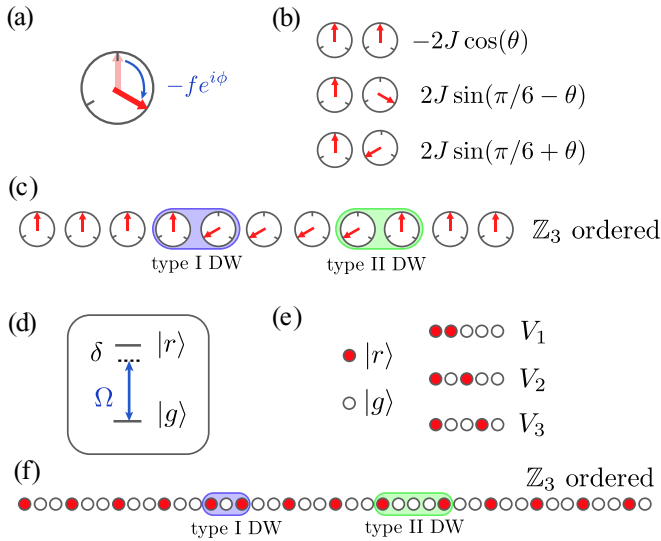 (a)
−fe^{iϕ}
(b)
−2J cos(θ)
2J sin(π/6 − θ)
2J sin(π/6 + θ)
(c)
ℤ₃ ordered
type I DW
type II DW
(d)
δ
|r⟩
Ω
|g⟩
(e)
|r⟩
|g⟩
V₁
V₂
V₃
(f)
ℤ₃ ordered
type I DW
type II DW